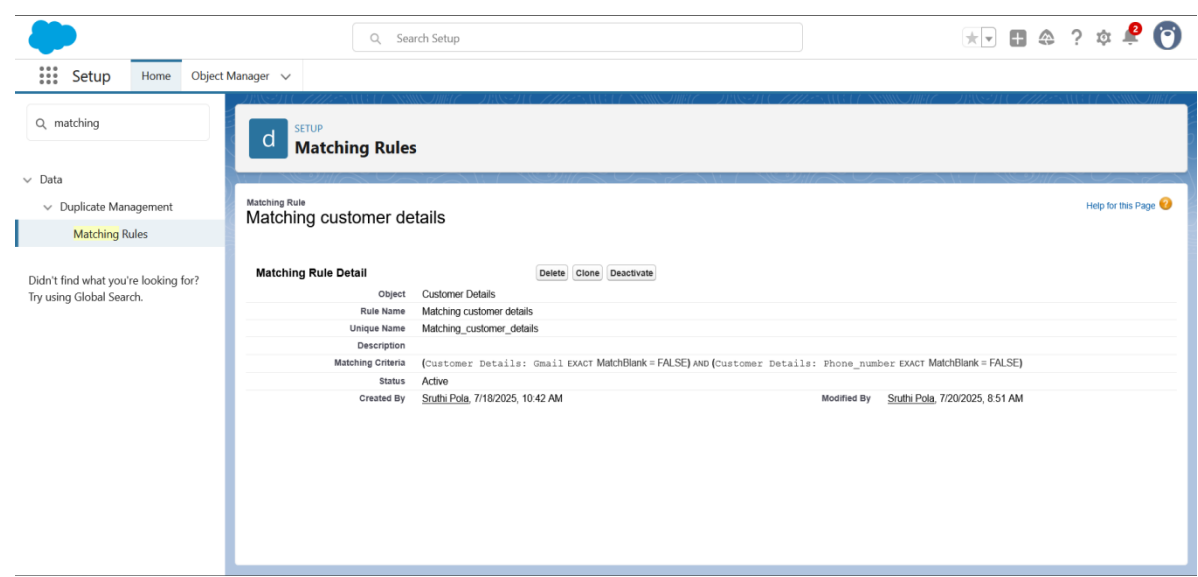 Search Setup
2
Setup Home Object Manager
matching
Data
Duplicate Management
Matching Rules
Didn't find what you're looking for?
Try using Global Search.
d
SETUP
Matching Rules
Matching Rule
Matching customer details
Help for this Page ?
Matching Rule Detail Delete Clone Deactivate
Object Customer Details
Rule Name Matching customer details
Unique Name Matching_customer_details
Description
Matching Criteria (Customer Details: Gmail EXACT MatchBlank = FALSE) AND (Customer Details: Phone_number EXACT MatchBlank = FALSE)
Status Active
Created By Sruthi Pola, 7/18/2025, 10:42 AM Modified By Sruthi Pola, 7/20/2025, 8:51 AM